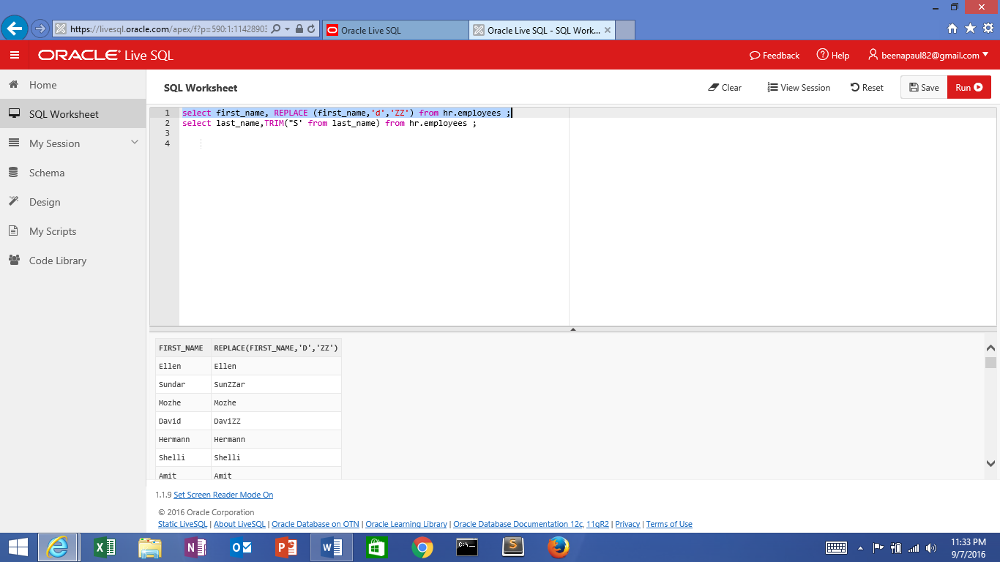 https://livesql.oracle.com/apex/f?p=590:1:11428903
Oracle Live SQL
Oracle Live SQL - SQL Work...
ORACLE Live SQL
Feedback
Help
beenapaul82@gmail.com
Home
SQL Worksheet
My Session
Schema
Design
My Scripts
Code Library
SQL Worksheet
Clear
View Session
Reset
Save
Run
1 select first_name, REPLACE (first_name,'d','ZZ') from hr.employees ;
2 select last_name,TRIM("S' from last_name) from hr.employees ;
3
4
FIRST_NAME REPLACE(FIRST_NAME,'D','ZZ')
Ellen Ellen
Sundar SunZZar
Mozhe Mozhe
David DaviZZ
Hermann Hermann
Shelli Shelli
Amit Amit
1.1.9 Set Screen Reader Mode On
© 2016 Oracle Corporation
Static LiveSQL | About LiveSQL | Oracle Database on OTN | Oracle Learning Library | Oracle Database Documentation 12c, 11gR2 | Privacy | Terms of Use
11:33 PM
9/7/2016